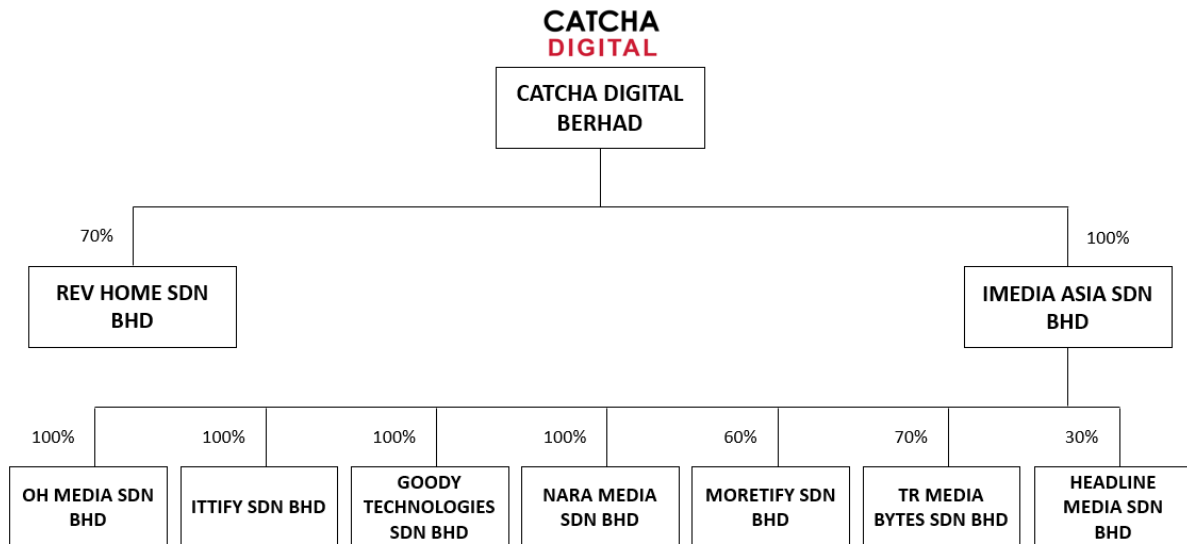 CATCHA
DIGITAL
CATCHA DIGITAL
BERHAD
70%
100%
REV HOME SDN
BHD
IMEDIA ASIA SDN
BHD
100%
100%
100%
100%
60%
70%
30%
OH MEDIA SDN
BHD
ITTIFY SDN BHD
GOODY
TECHNOLOGIES
SDN BHD
NARA MEDIA
SDN BHD
MORETIFY SDN
BHD
TR MEDIA
BYTES SDN BHD
HEADLINE
MEDIA SDN
BHD